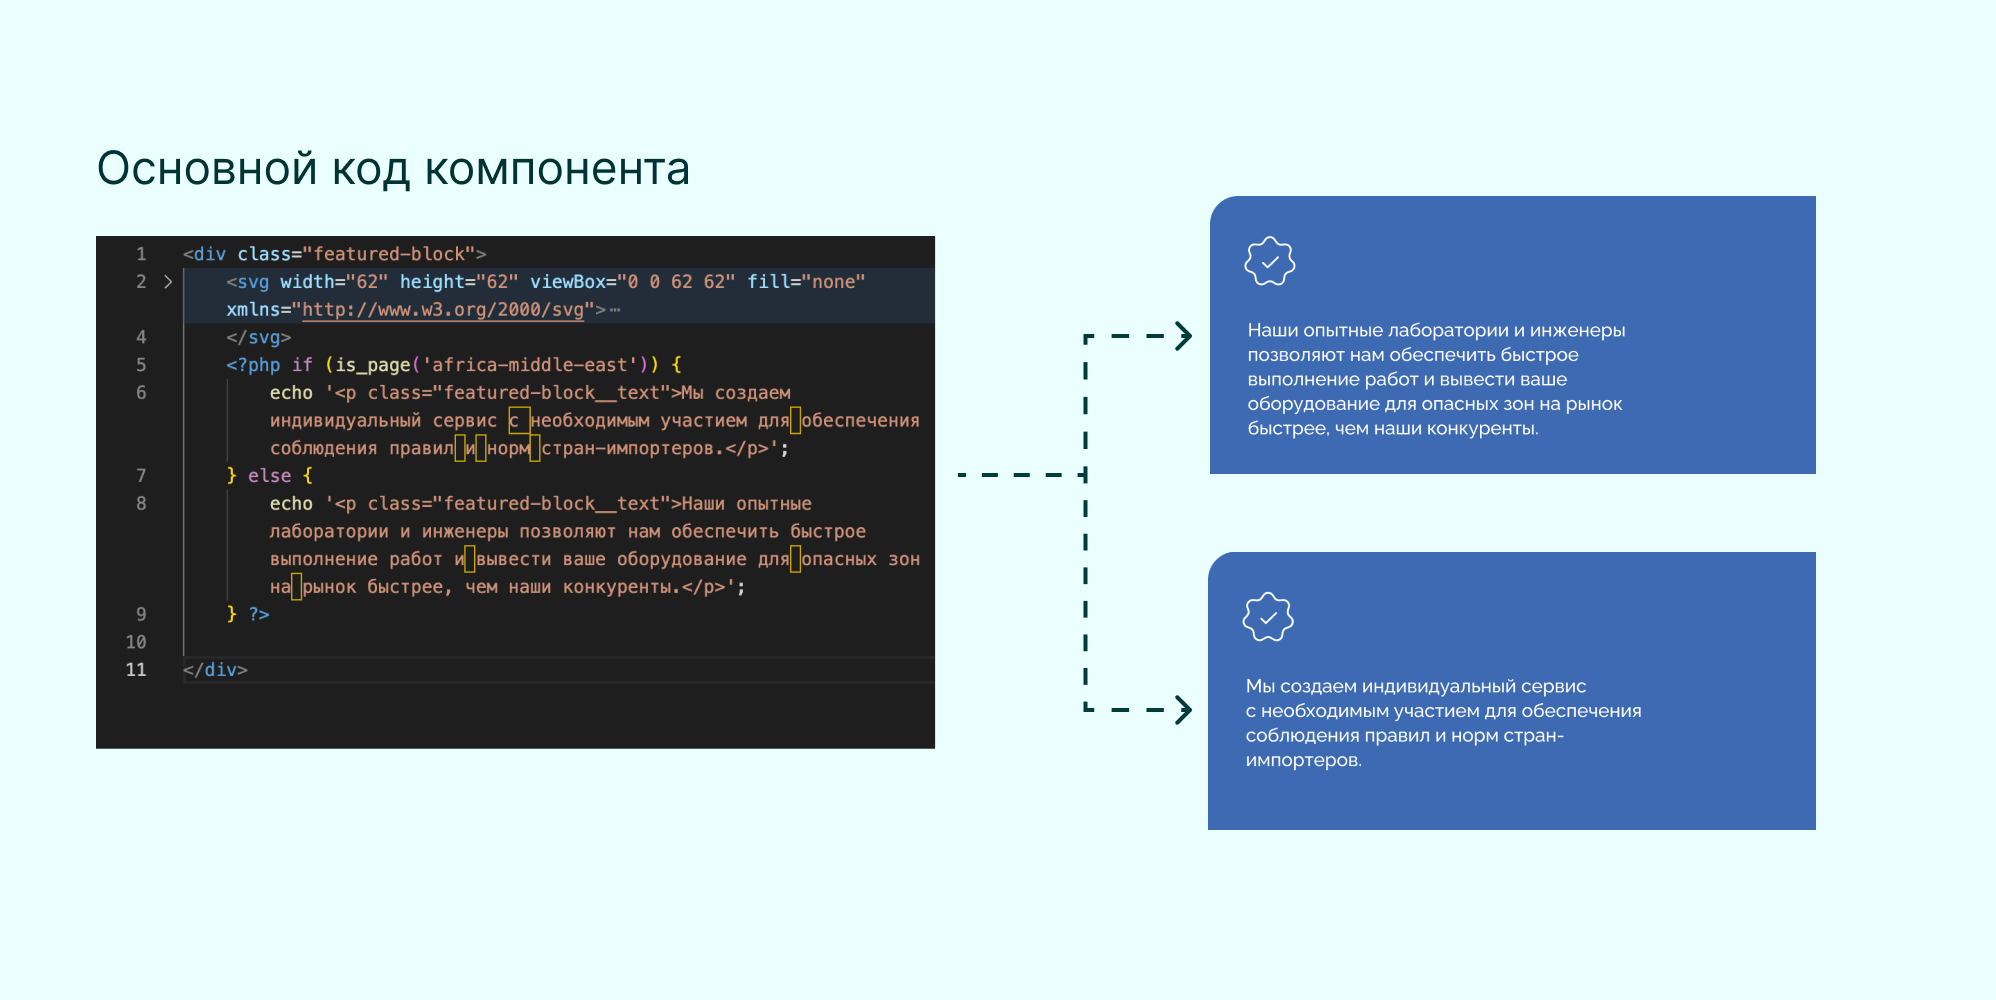 Основной код компонента
1 <div class="featured-block">
2 <svg width="62" height="62" viewBox="0 0 62 62" fill="none"
xmlns="http://www.w3.org/2000/svg">…
4 </svg>
5 <?php if (is_page('africa-middle-east')) {
6 echo '<p class="featured-block__text">Мы создаем
индивидуальный сервис с необходимым участием для обеспечения
соблюдения правил и норм стран-импортеров.</p>';
7 } else {
8 echo '<p class="featured-block__text">Наши опытные
лаборатории и инженеры позволяют нам обеспечить быстрое
выполнение работ и вывести ваше оборудование для опасных зон
на рынок быстрее, чем наши конкуренты.</p>';
9 } ?>
10
11 </div>
Наши опытные лаборатории и инженеры
позволяют нам обеспечить быстрое
выполнение работ и вывести ваше
оборудование для опасных зон на рынок
быстрее, чем наши конкуренты.
Мы создаем индивидуальный сервис
с необходимым участием для обеспечения
соблюдения правил и норм стран-
импортеров.